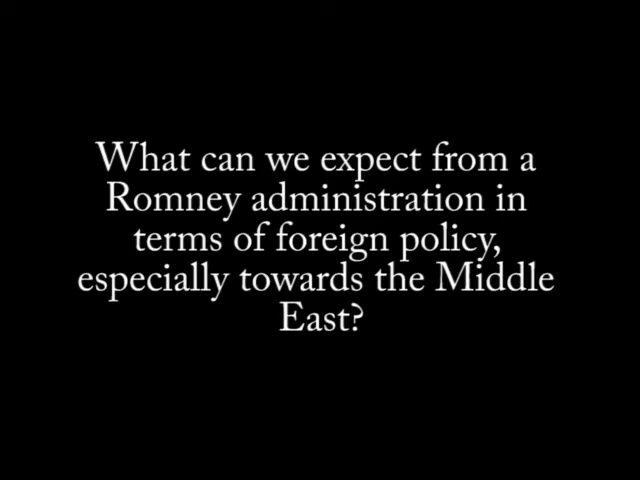 What can we expect from a
Romney administration in
terms of foreign policy,
especially towards the Middle
East?